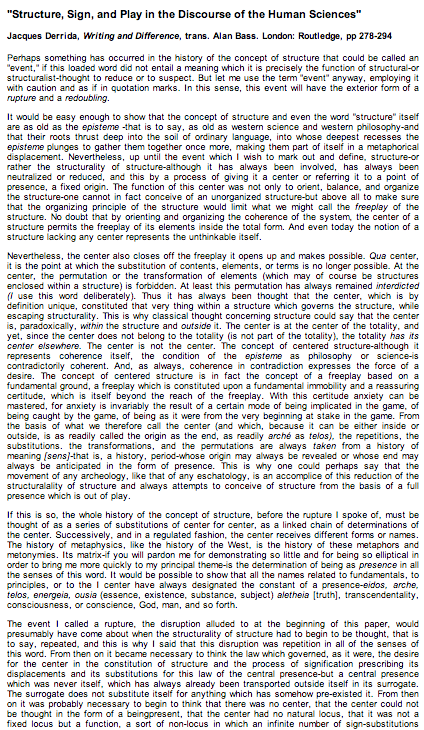 "Structure, Sign, and Play in the Discourse of the Human Sciences"
Jacques Derrida, Writing and Difference, trans. Alan Bass. London: Routledge, pp 278-294
Perhaps something has occurred in the history of the concept of structure that could be called an
"event," if this loaded word did not entail a meaning which it is precisely the function of structural-or
structuralist-thought to reduce or to suspect. But let me use the term "event" anyway, employing it
with caution and as if in quotation marks. In this sense, this event will have the exterior form of a
rupture and a redoubling.
It would be easy enough to show that the concept of structure and even the word "structure" itself
are as old as the episteme -that is to say, as old as western science and western philosophy-and
that their roots thrust deep into the soil of ordinary language, into whose deepest recesses the
episteme plunges to gather them together once more, making them part of itself in a metaphorical
displacement. Nevertheless, up until the event which I wish to mark out and define, structure-or
rather the structurality of structure-although it has always been involved, has always been
neutralized or reduced, and this by a process of giving it a center or referring it to a point of
presence, a fixed origin. The function of this center was not only to orient, balance, and organize
the structure-one cannot in fact conceive of an unorganized structure-but above all to make sure
that the organizing principle of the structure would limit what we might call the freeplay of the
structure. No doubt that by orienting and organizing the coherence of the system, the center of a
structure permits the freeplay of its elements inside the total form. And even today the notion of a
structure lacking any center represents the unthinkable itself.
Nevertheless, the center also closes off the freeplay it opens up and makes possible. Qua center,
it is the point at which the substitution of contents, elements, or terms is no longer possible. At the
center, the permutation or the transformation of elements (which may of course be structures
enclosed within a structure) is forbidden. At least this permutation has always remained interdicted
(I use this word deliberately). Thus it has always been thought that the center, which is by
definition unique, constituted that very thing within a structure which governs the structure, while
escaping structurality. This is why classical thought concerning structure could say that the center
is, paradoxically, within the structure and outside it. The center is at the center of the totality, and
yet, since the center does not belong to the totality (is not part of the totality), the totality has its
center elsewhere. The center is not the center. The concept of centered structure-although it
represents coherence itself, the condition of the episteme as philosophy or science-is
contradictorily coherent. And, as always, coherence in contradiction expresses the force of a
desire. The concept of centered structure is in fact the concept of a freeplay based on a
fundamental ground, a freeplay which is constituted upon a fundamental immobility and a reassuring
certitude, which is itself beyond the reach of the freeplay. With this certitude anxiety can be
mastered, for anxiety is invariably the result of a certain mode of being implicated in the game, of
being caught by the game, of being as it were from the very beginning at stake in the game. From
the basis of what we therefore call the center (and which, because it can be either inside or
outside, is as readily called the origin as the end, as readily arché as telos), the repetitions, the
substitutions. the transformations, and the permutations are always taken from a history of
meaning [sens]-that is, a history, period-whose origin may always be revealed or whose end may
always be anticipated in the form of presence. This is why one could perhaps say that the
movement of any archeology, like that of any eschatology, is an accomplice of this reduction of the
structuralality of structure and always attempts to conceive of structure from the basis of a full
presence which is out of play.
If this is so, the whole history of the concept of structure, before the rupture I spoke of, must be
thought of as a series of substitutions of center for center, as a linked chain of determinations of
the center. Successively, and in a regulated fashion, the center receives different forms or names.
The history of metaphysics, like the history of the West, is the history of these metaphors and
metonymies. Its matrix-if you will pardon me for demonstrating so little and for being so elliptical in
order to bring me more quickly to my principal theme-is the determination of being as presence in all
the senses of this word. It would be possible to show that all the names related to fundamentals, to
principles, or to the I center have always designated the constant of a presence-eidos, arche,
telos, energeia, ousia (essence, existence, substance, subject) aletheia [truth], transcendentality,
consciousness, or conscience, God, man, and so forth.
The event I called a rupture, the disruption alluded to at the beginning of this paper, would
presumably have come about when the structurality of structure had to begin to be thought, that is
to say, repeated, and this is why I said that this disruption was repetition in all of the senses of
this word. From then on it became necessary to think the law which governed, as it were, the desire
for the center in the constitution of structure and the process of signification prescribing its
displacements and its substitutions for this law of the central presence-but a central presence
which was never itself, which has always already been transported outside itself in its surrogate.
The surrogate does not substitute itself for anything which has somehow pre-existed it. From then
on it was probably necessary to begin to think that there was no center, that the center could not
be thought in the form of a beingpresent, that the center had no natural locus, that it was not a
fixed locus but a function, a sort of non-locus in which an infinite number of sign-substitutions